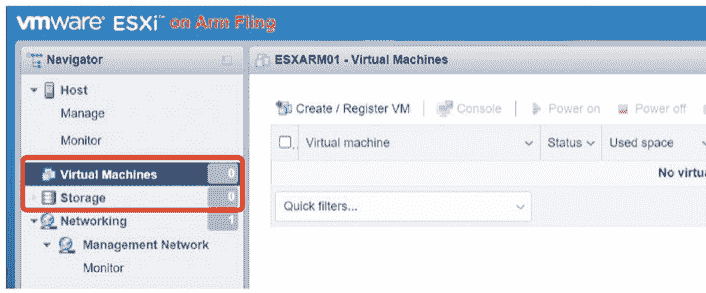 vmware® ESXi™ on Arm Fling
Navigator
Host
Manage
Monitor
Virtual Machines 0
Storage 0
Networking 1
Management Network
Monitor
ESXARM01 - Virtual Machines
Create / Register VM Console Power on Power off
Virtual machine Status Used space
No virtu
Quick filters...